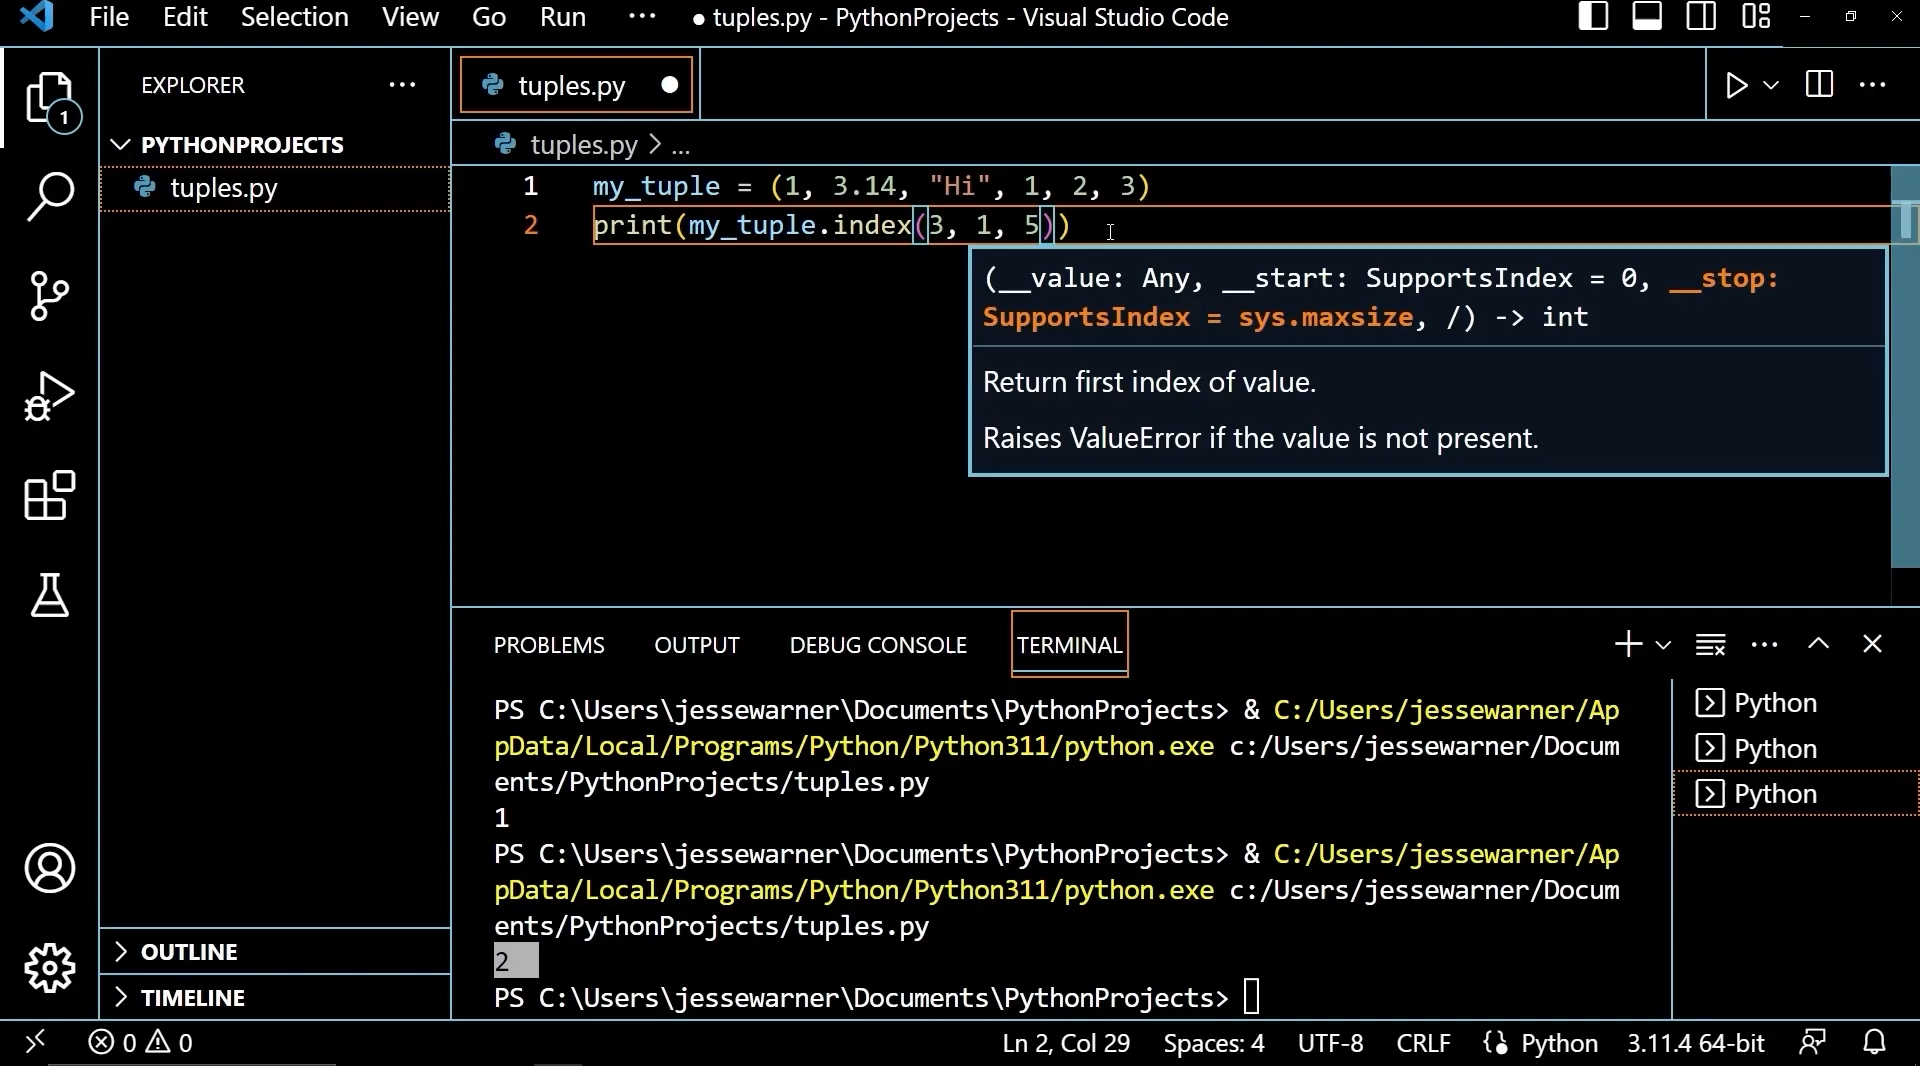 File Edit Selection View Go Run ··· ● tuples.py - PythonProjects - Visual Studio Code
EXPLORER ···
1
PYTHONPROJECTS
tuples.py
OUTLINE
TIMELINE
tuples.py ●
tuples.py > ...
1 my_tuple = (1, 3.14, "Hi", 1, 2, 3)
2 print(my_tuple.index(3, 1, 5))
(__value: Any, __start: SupportsIndex = 0, __stop:
SupportsIndex = sys.maxsize, /) -> int
Return first index of value.
Raises ValueError if the value is not present.
PROBLEMS OUTPUT DEBUG CONSOLE TERMINAL
PS C:\Users\jessewarner\Documents\PythonProjects> & C:/Users/jessewarner/Ap
pData/Local/Programs/Python/Python311/python.exe c:/Users/jessewarner/Docum
ents/PythonProjects/tuples.py
1
PS C:\Users\jessewarner\Documents\PythonProjects> & C:/Users/jessewarner/Ap
pData/Local/Programs/Python/Python311/python.exe c:/Users/jessewarner/Docum
ents/PythonProjects/tuples.py
2
PS C:\Users\jessewarner\Documents\PythonProjects>
Python
Python
Python
0 0 Ln 2, Col 29 Spaces: 4 UTF-8 CRLF Python 3.11.4 64-bit